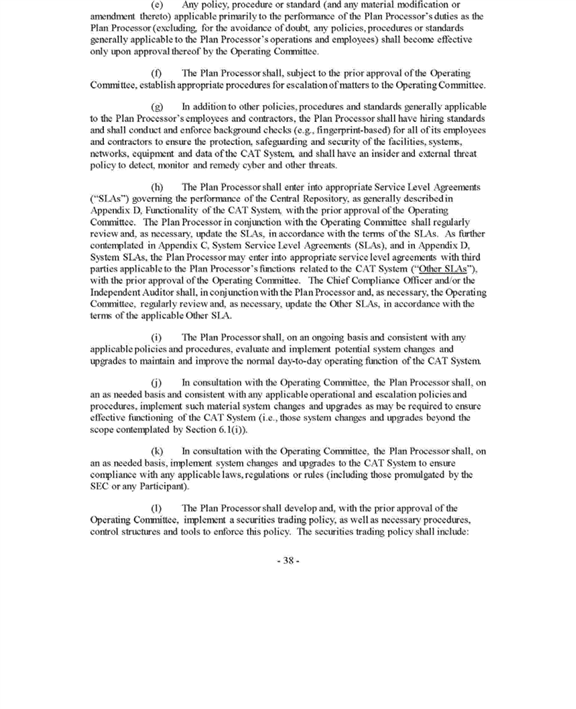 (e) Any policy, procedure or standard (and any material modification or
amendment thereto) applicable primarily to the performance of the Plan Processor's duties as the
Plan Processor (excluding, for the avoidance of doubt, any policies, procedures or standards
generally applicable to the Plan Processor's operations and employees) shall become effective
only upon approval thereof by the Operating Committee.
(f) The Plan Processor shall, subject to the prior approval of the Operating
Committee, establish appropriate procedures for escalation of matters to the Operating Committee.
(g) In addition to other policies, procedures and standards generally applicable
to the Plan Processor's employees and contractors, the Plan Processor shall have hiring standards
and shall conduct and enforce background checks (e.g., fingerprint-based) for all of its employees
and contractors to ensure the protection, safeguarding and security of the facilities, systems,
networks, equipment and data of the CAT System, and shall have an insider and external threat
policy to detect, monitor and remedy cyber and other threats.
(h) The Plan Processor shall enter into appropriate Service Level Agreements
("SLAs") governing the performance of the Central Repository, as generally described in
Appendix D, Functionality of the CAT System, with the prior approval of the Operating
Committee. The Plan Processor in conjunction with the Operating Committee shall regularly
review and, as necessary, update the SLAs, in accordance with the terms of the SLAs. As further
contemplated in Appendix C, System Service Level Agreements (SLAs), and in Appendix D,
System SLAs, the Plan Processor may enter into appropriate service level agreements with third
parties applicable to the Plan Processor's functions related to the CAT System ("Other SLAs"),
with the prior approval of the Operating Committee. The Chief Compliance Officer and/or the
Independent Auditor shall, in conjunction with the Plan Processor and, as necessary, the Operating
Committee, regularly review and, as necessary, update the Other SLAs, in accordance with the
terms of the applicable Other SLA.
(i) The Plan Processor shall, on an ongoing basis and consistent with any
applicable policies and procedures, evaluate and implement potential system changes and
upgrades to maintain and improve the normal day-to-day operating function of the CAT System.
(j) In consultation with the Operating Committee, the Plan Processor shall, on
an as needed basis and consistent with any applicable operational and escalation policies and
procedures, implement such material system changes and upgrades as may be required to ensure
effective functioning of the CAT System (i.e., those system changes and upgrades beyond the
scope contemplated by Section 6.1(i)).
(k) In consultation with the Operating Committee, the Plan Processor shall, on
an as needed basis, implement system changes and upgrades to the CAT System to ensure
compliance with any applicable laws, regulations or rules (including those promulgated by the
SEC or any Participant).
(l) The Plan Processor shall develop and, with the prior approval of the
Operating Committee, implement a securities trading policy, as well as necessary procedures,
control structures and tools to enforce this policy. The securities trading policy shall include:
- 38 -